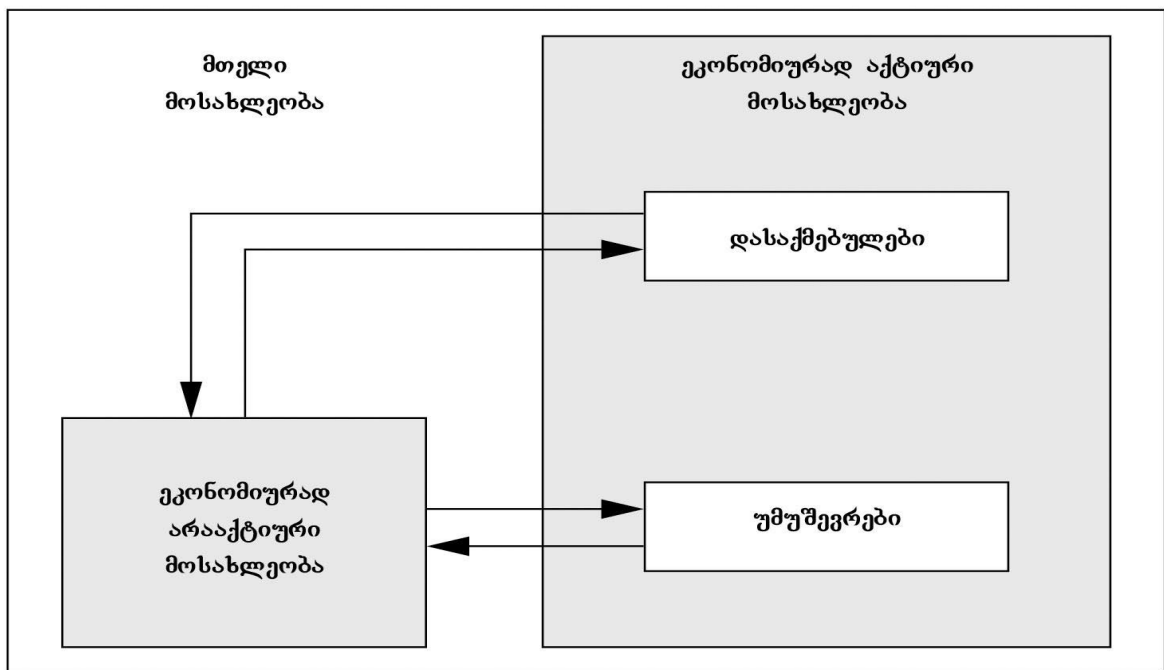 მთელი
მოსახლეობა
ეკონომიურად აქტიური
მოსახლეობა
დასაქმებულები
ეკონომიურად
არააქტიური
მოსახლეობა
უმუშევრები